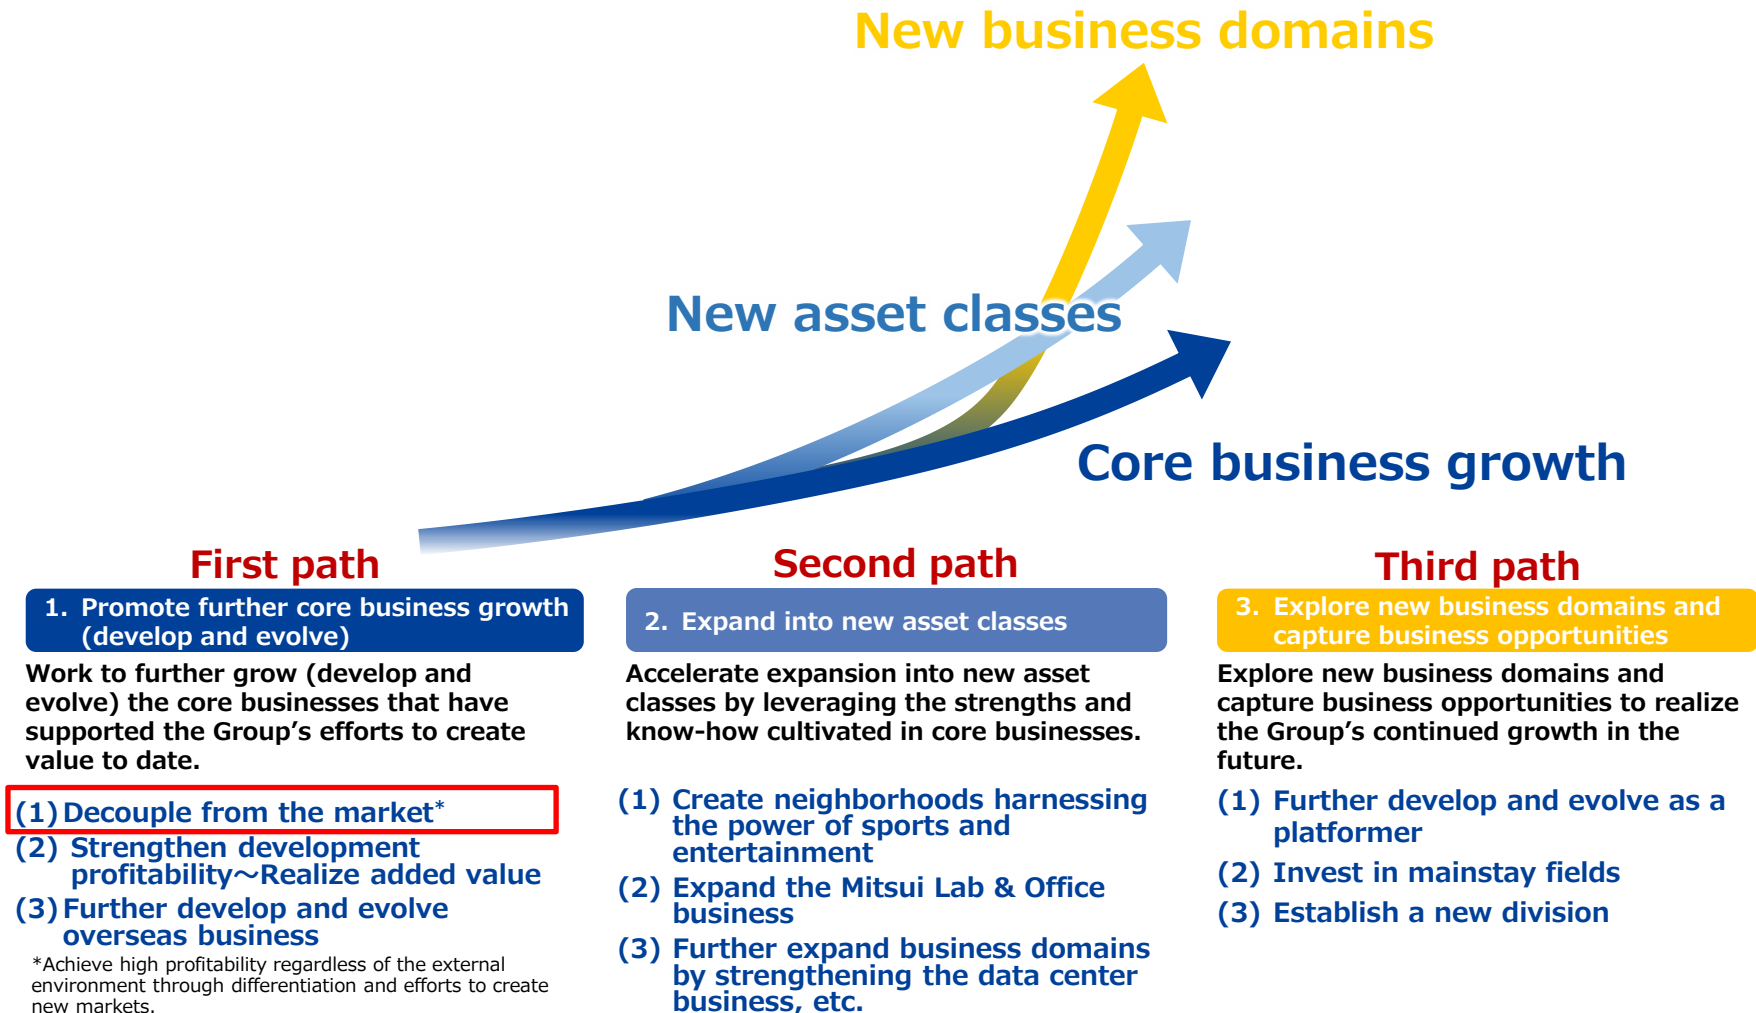 New business domains
New asset classes
Core business growth
First path
1. Promote further core business growth
(develop and evolve)
Work to further grow (develop and
evolve) the core businesses that have
supported the Group’s efforts to create
value to date.
(1) Decouple from the market*
(2) Strengthen development
profitability～Realize added value
(3) Further develop and evolve
overseas business
*Achieve high profitability regardless of the external
environment through differentiation and efforts to create
new markets.
Second path
2. Expand into new asset classes
Accelerate expansion into new asset
classes by leveraging the strengths and
know-how cultivated in core businesses.
(1) Create neighborhoods harnessing
the power of sports and
entertainment
(2) Expand the Mitsui Lab & Office
business
(3) Further expand business domains
by strengthening the data center
business, etc.
Third path
3. Explore new business domains and
capture business opportunities
Explore new business domains and
capture business opportunities to realize
the Group’s continued growth in the
future.
(1) Further develop and evolve as a
platformer
(2) Invest in mainstay fields
(3) Establish a new division